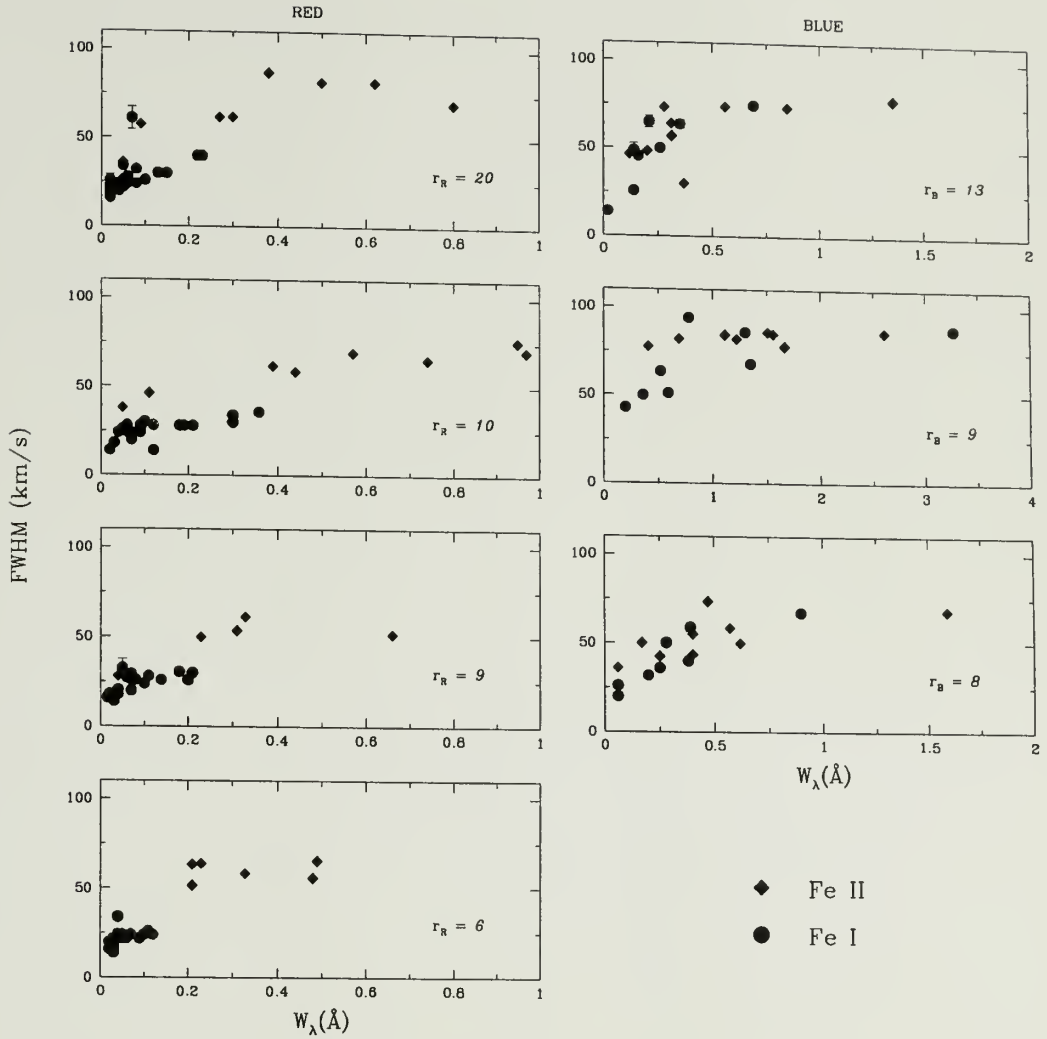 RED
100
50
0
r_R = 20
0 0.2 0.4 0.6 0.8 1
100
50
0
r_R = 10
0 0.2 0.4 0.6 0.8 1
100
50
0
r_R = 9
0 0.2 0.4 0.6 0.8 1
100
50
0
r_R = 6
0 0.2 0.4 0.6 0.8 1
W_λ(Å)
FWHM (km/s)
BLUE
100
50
0
r_B = 13
0 0.5 1 1.5 2
100
50
0
r_B = 9
0 1 2 3 4
100
50
0
r_B = 8
0 0.5 1 1.5 2
W_λ(Å)
Fe II
Fe I